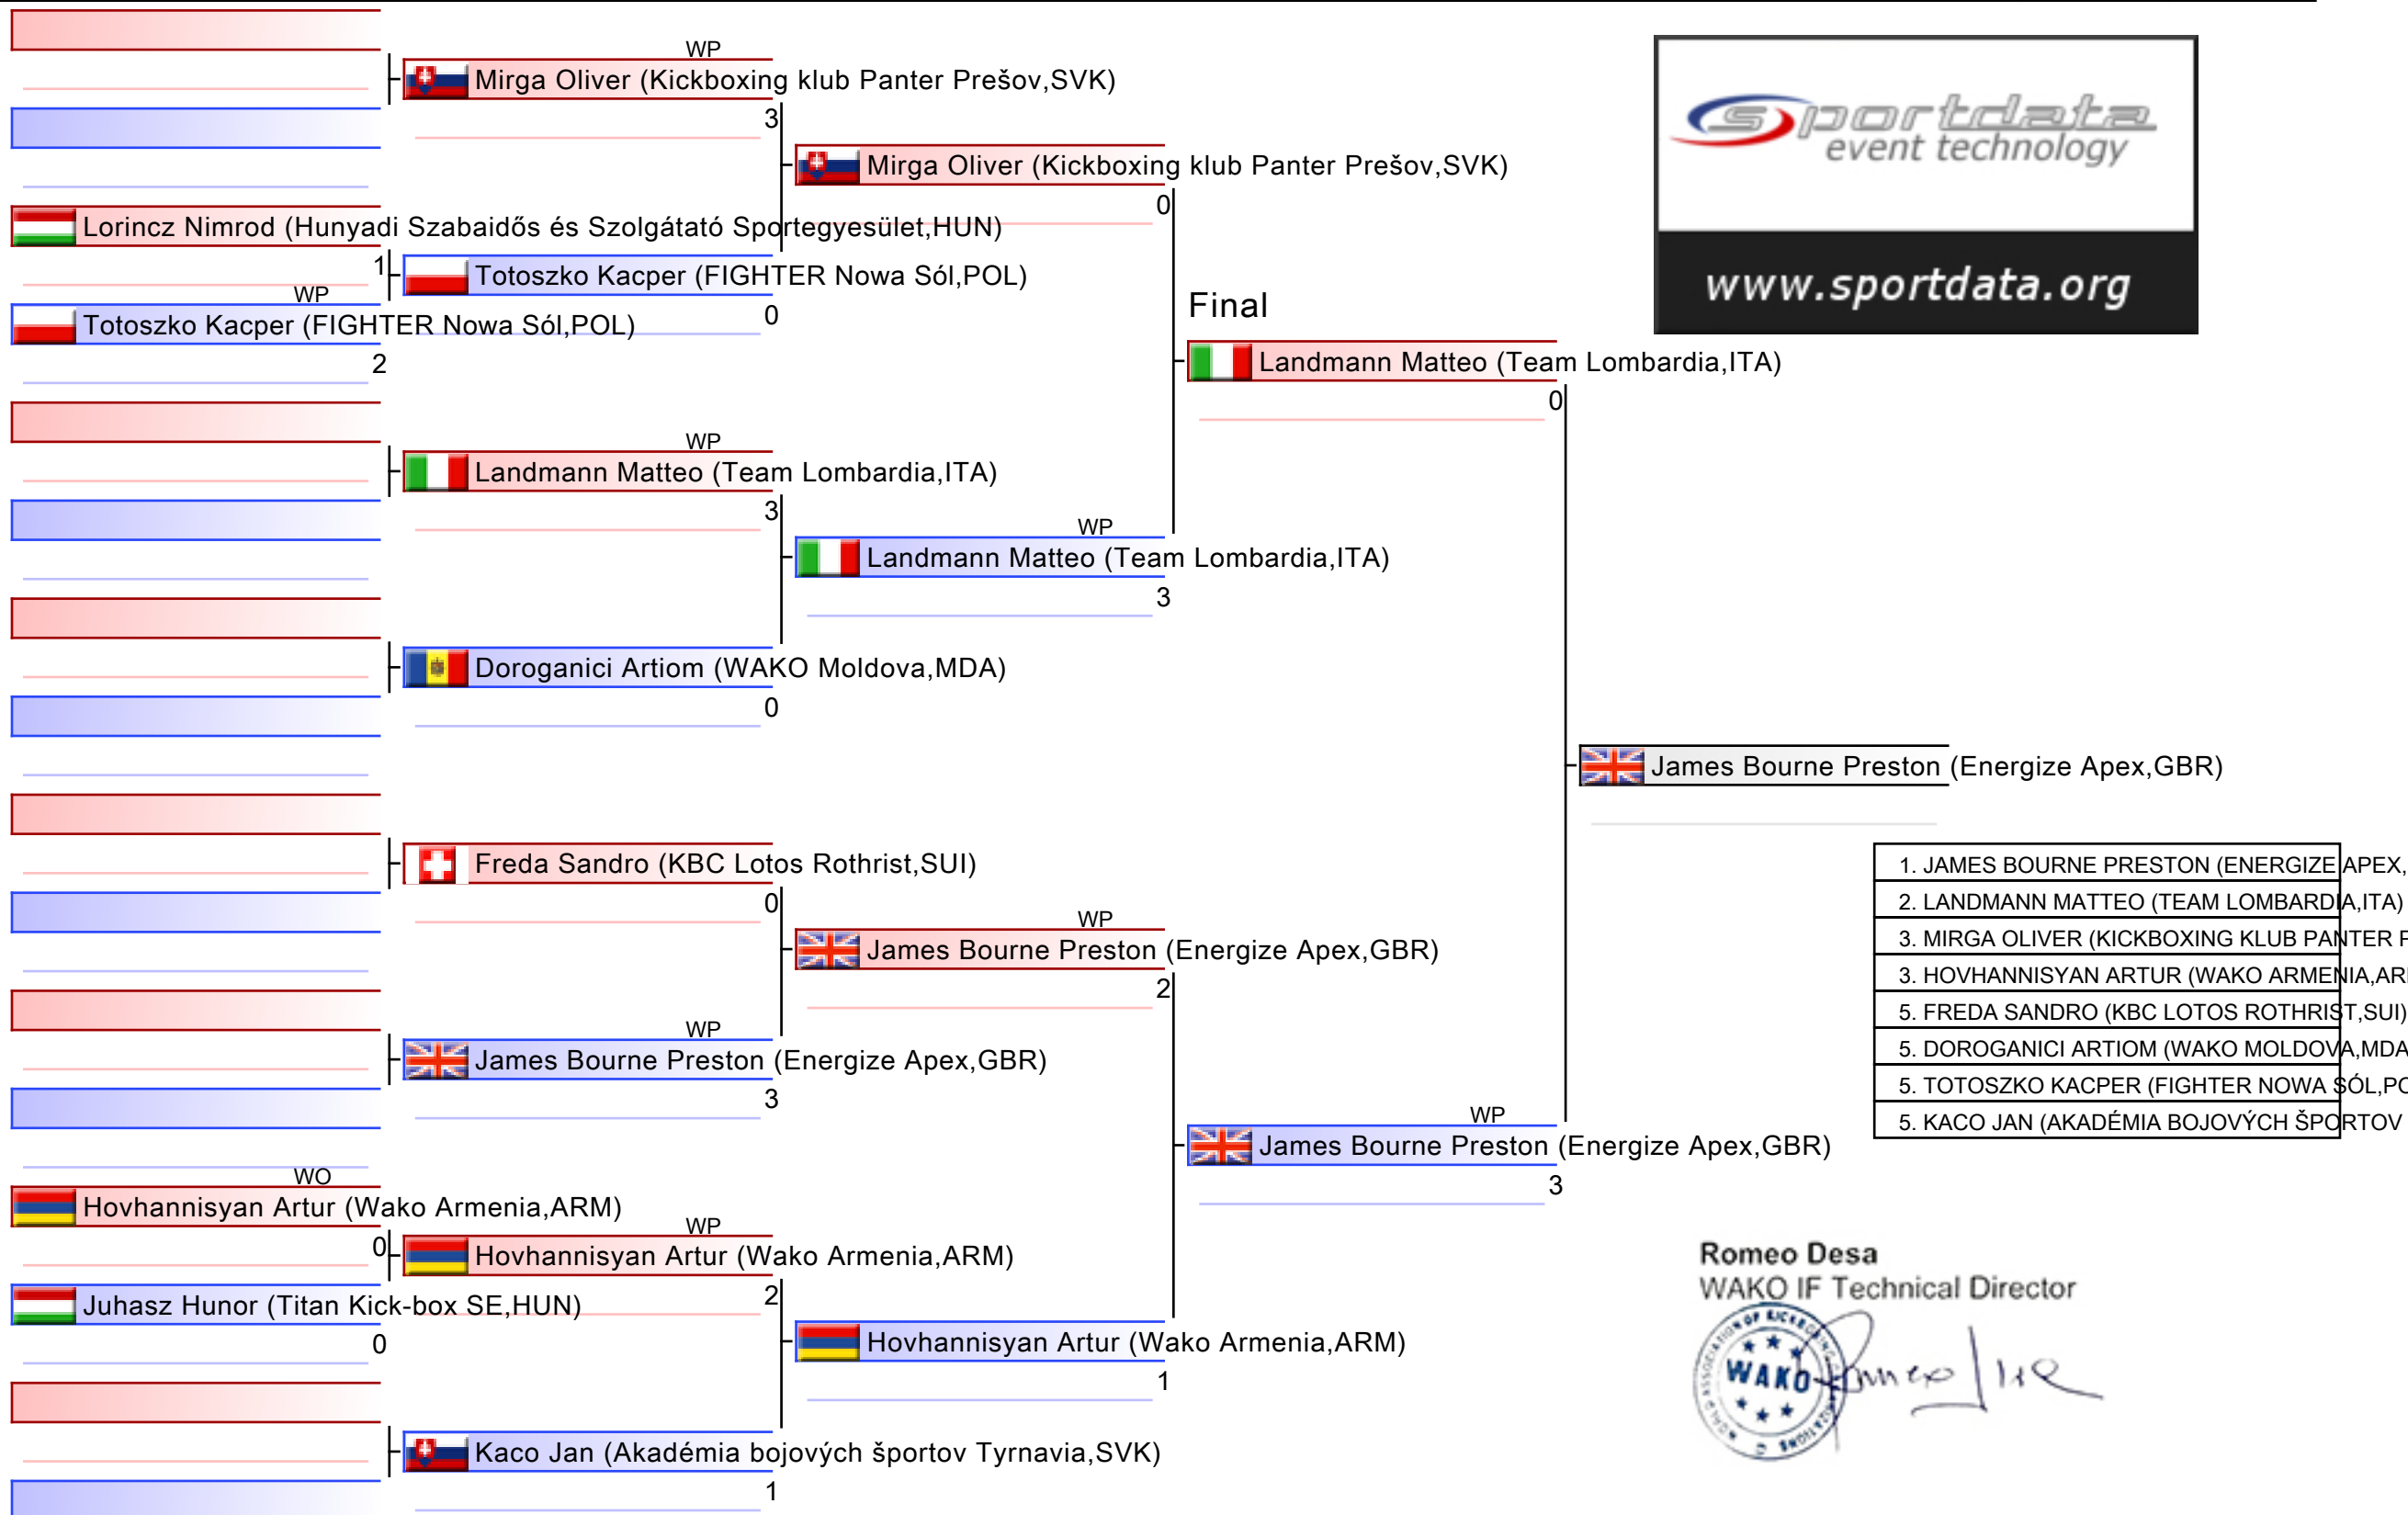 WP
Mirga Oliver (Kickboxing klub Panter Prešov,SVK)
3
Mirga Oliver (Kickboxing klub Panter Prešov,SVK)
0
Lorincz Nimrod (Hunyadi Szabaidős és Szolgátató Sportegyesület,HUN)
1
Totoszko Kacper (FIGHTER Nowa Sól,POL)
0
WP
Totoszko Kacper (FIGHTER Nowa Sól,POL)
2
sportdata
event technology
www.sportdata.org
Final
Landmann Matteo (Team Lombardia,ITA)
0
WP
Landmann Matteo (Team Lombardia,ITA)
3
WP
Landmann Matteo (Team Lombardia,ITA)
3
Doroganici Artiom (WAKO Moldova,MDA)
0
James Bourne Preston (Energize Apex,GBR)
Freda Sandro (KBC Lotos Rothrist,SUI)
0
WP
James Bourne Preston (Energize Apex,GBR)
2
WP
James Bourne Preston (Energize Apex,GBR)
3
WP
James Bourne Preston (Energize Apex,GBR)
3
1. JAMES BOURNE PRESTON (ENERGIZE APEX,
2. LANDMANN MATTEO (TEAM LOMBARDIA,ITA)
3. MIRGA OLIVER (KICKBOXING KLUB PANTER
3. HOVHANNISYAN ARTUR (WAKO ARMENIA,AR
5. FREDA SANDRO (KBC LOTOS ROTHRIST,SUI)
5. DOROGANICI ARTIOM (WAKO MOLDOVA,MDA
5. TOTOSZKO KACPER (FIGHTER NOWA SÓL,PO
5. KACO JAN (AKADÉMIA BOJOVÝCH ŠPORTOV
WO
Hovhannisyan Artur (Wako Armenia,ARM)
0
WP
Hovhannisyan Artur (Wako Armenia,ARM)
2
Juhasz Hunor (Titan Kick-box SE,HUN)
0
Hovhannisyan Artur (Wako Armenia,ARM)
1
Kaco Jan (Akadémia bojových športov Tyrnavia,SVK)
1
Romeo Desa
WAKO IF Technical Director
WAKO